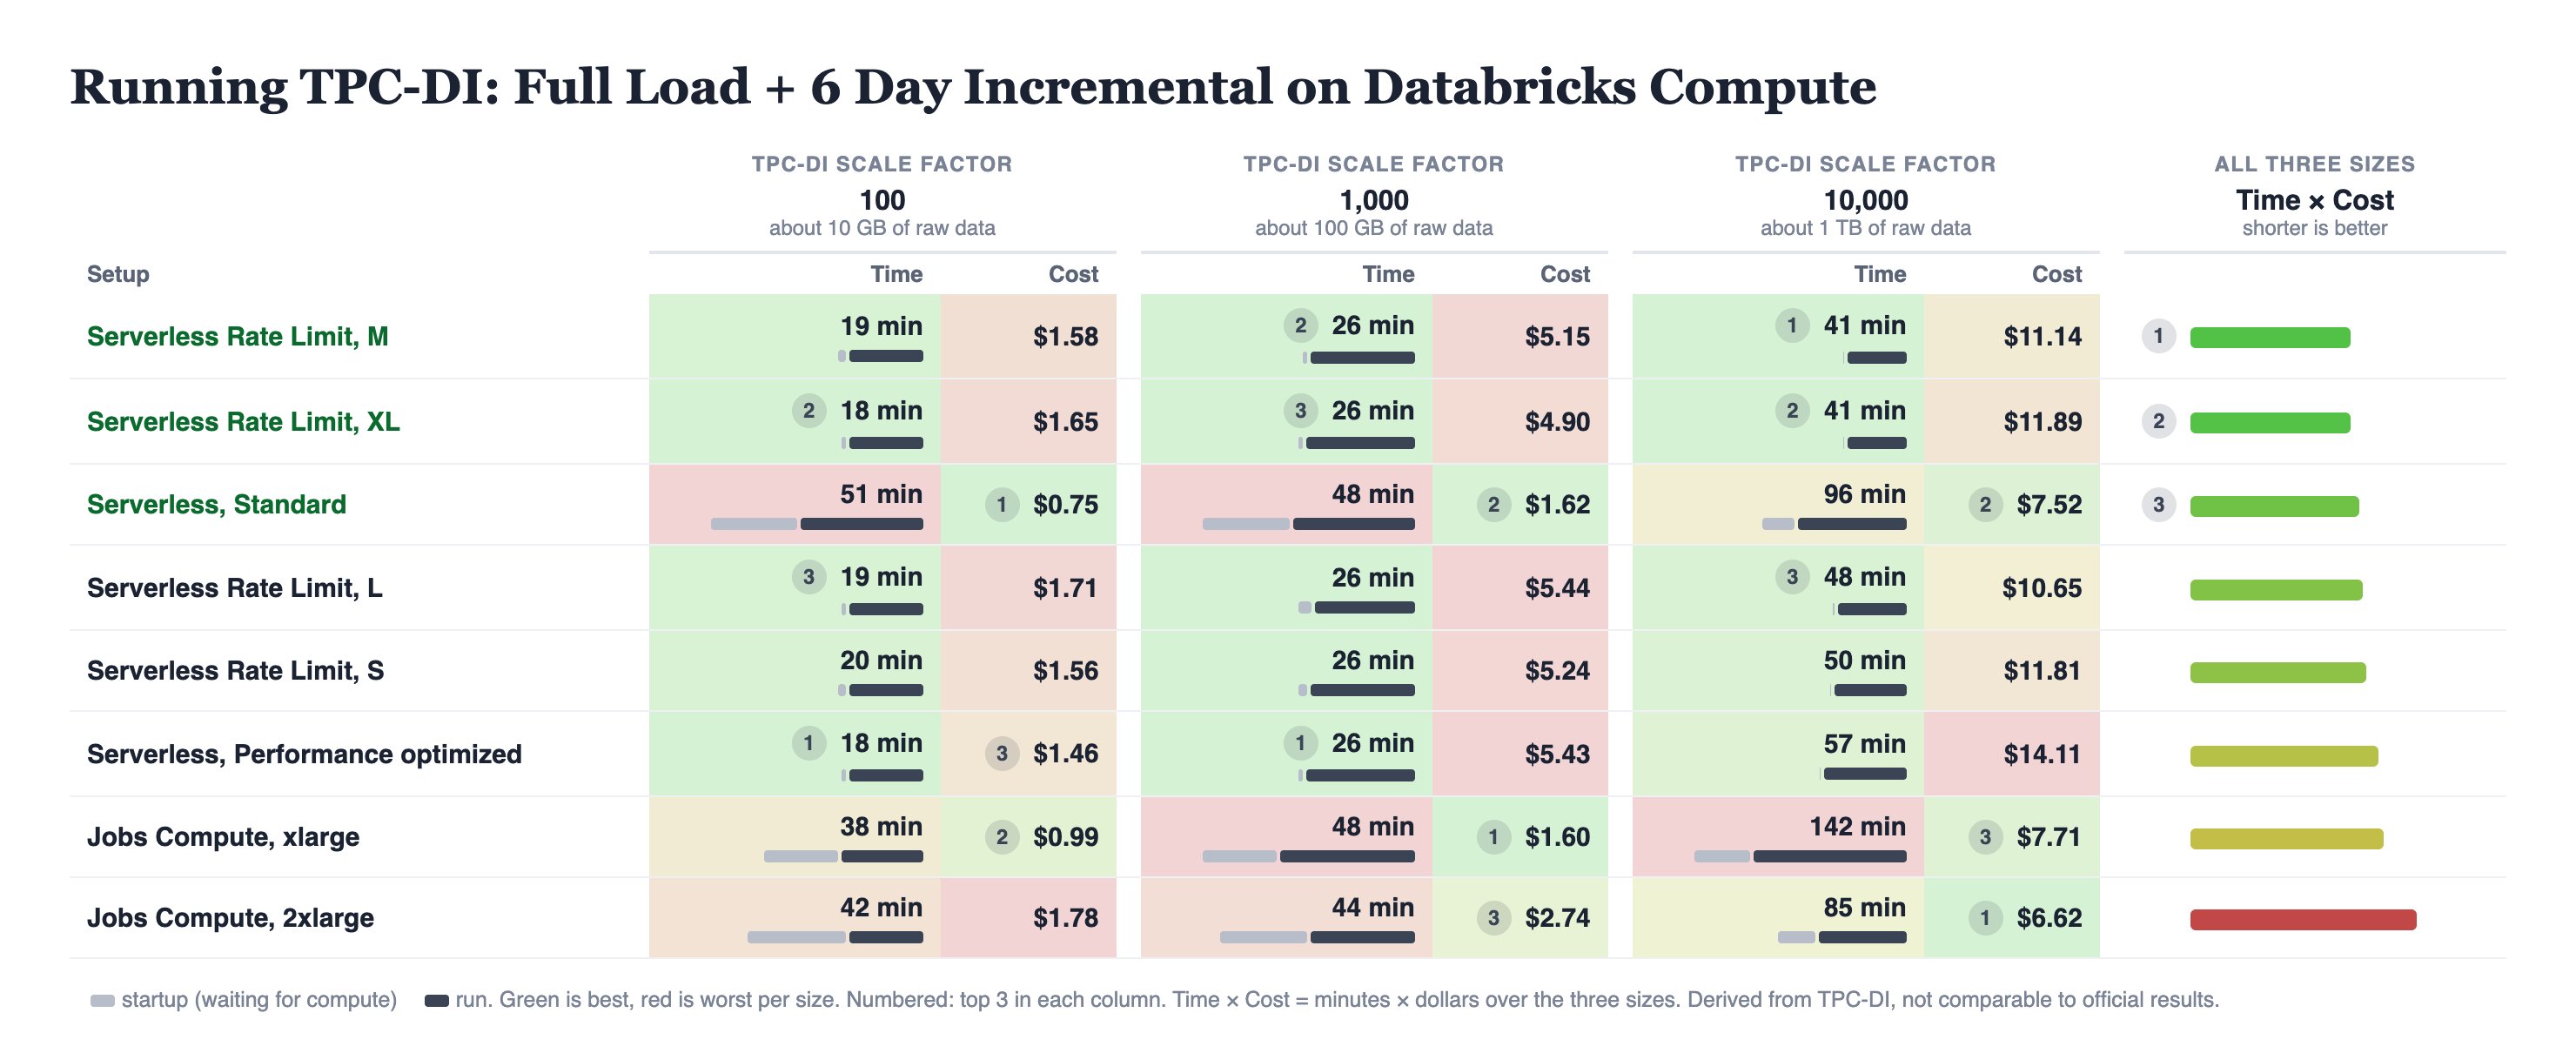 Running TPC-DI: Full Load + 6 Day Incremental on Databricks Compute
TPC-DI SCALE FACTOR TPC-DI SCALE FACTOR TPC-DI SCALE FACTOR ALL THREE SIZES
100 1,000 10,000 Time × Cost
about 10 GB of raw data about 100 GB of raw data about 1 TB of raw data shorter is better
Setup Time Cost Time Cost Time Cost
Serverless Rate Limit, M 19 min $1.58 2 26 min $5.15 1 41 min $11.14 1
Serverless Rate Limit, XL 2 18 min $1.65 3 26 min $4.90 2 41 min $11.89 2
Serverless, Standard 51 min 1 $0.75 48 min 2 $1.62 96 min 2 $7.52 3
Serverless Rate Limit, L 3 19 min $1.71 26 min $5.44 3 48 min $10.65
Serverless Rate Limit, S 20 min $1.56 26 min $5.24 50 min $11.81
Serverless, Performance optimized 1 18 min 3 $1.46 1 26 min $5.43 57 min $14.11
Jobs Compute, xlarge 38 min 2 $0.99 48 min 1 $1.60 142 min 3 $7.71
Jobs Compute, 2xlarge 42 min $1.78 44 min 3 $2.74 85 min 1 $6.62
startup (waiting for compute) run. Green is best, red is worst per size. Numbered: top 3 in each column. Time × Cost = minutes × dollars over the three sizes. Derived from TPC-DI, not comparable to official results.